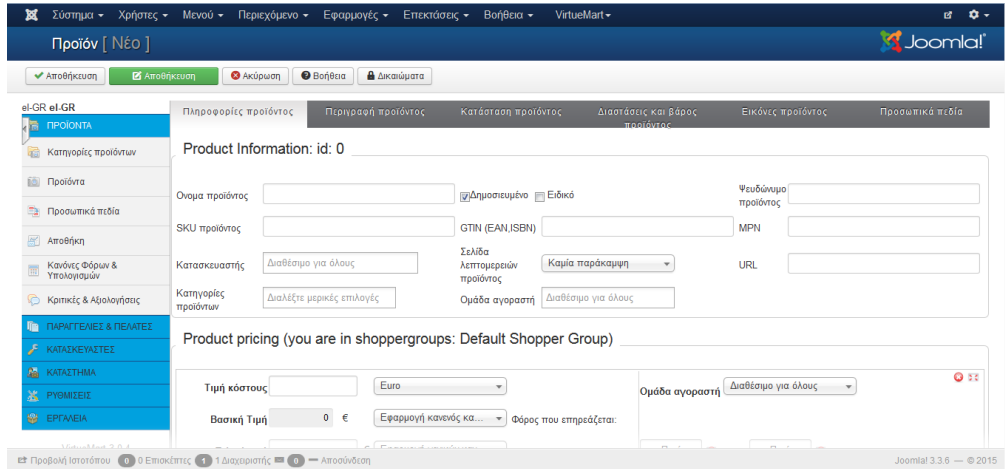 Σύστημα Χρήστες Μενού Περιεχόμενο Εφαρμογές Επεκτάσεις Βοήθεια VirtueMart
Προϊόν [ Νέο ]
Joomla!
Αποθήκευση Αποθήκευση Ακύρωση Βοήθεια Δικαιώματα
el-GR el-GR
ΠΡΟΪΟΝΤΑ
Κατηγορίες προϊόντων
Προϊόντα
Προσωπικά πεδία
Αποθήκη
Κανόνες Φόρων &
Υπολογισμών
Κριτικές & Αξιολογήσεις
ΠΑΡΑΓΓΕΛΙΕΣ & ΠΕΛΑΤΕΣ
ΚΑΤΑΣΚΕΥΑΣΤΕΣ
ΚΑΤΑΣΤΗΜΑ
ΡΥΘΜΙΣΕΙΣ
ΕΡΓΑΛΕΙΑ
VirtueMart 3.0.4
Πληροφορίες προϊόντος Περιγραφή προϊόντος Κατάσταση προϊόντος Διαστάσεις και βάρος Εικόνες προϊόντος Προσωπικά πεδία
προϊόντος
Product Information: id: 0
Ονομα προϊόντος Δημοσιευμένο Ειδικό Ψευδώνυμο
προϊόντος
SKU προϊόντος GTIN (EAN,ISBN) MPN
Κατασκευαστής Διαθέσιμο για όλους Σελίδα
λεπτομερειών Καμία παράκαμψη URL
προϊόντος
Κατηγορίες
προϊόντων Διαλέξτε μερικές επιλογές Ομάδα αγοραστή Διαθέσιμο για όλους
Product pricing (you are in shoppergroups: Default Shopper Group)
Τιμή κόστους Euro Ομάδα αγοραστή Διαθέσιμο για όλους
Βασική Τιμή 0 € Εφαρμογή κανενός κα... Φόρος που επηρεάζεται:
Προβολή Ιστοτόπου 0 0 Επισκέπτες 1 1 Διαχειριστής 0 Αποσύνδεση
Joomla! 3.3.6 — © 2015